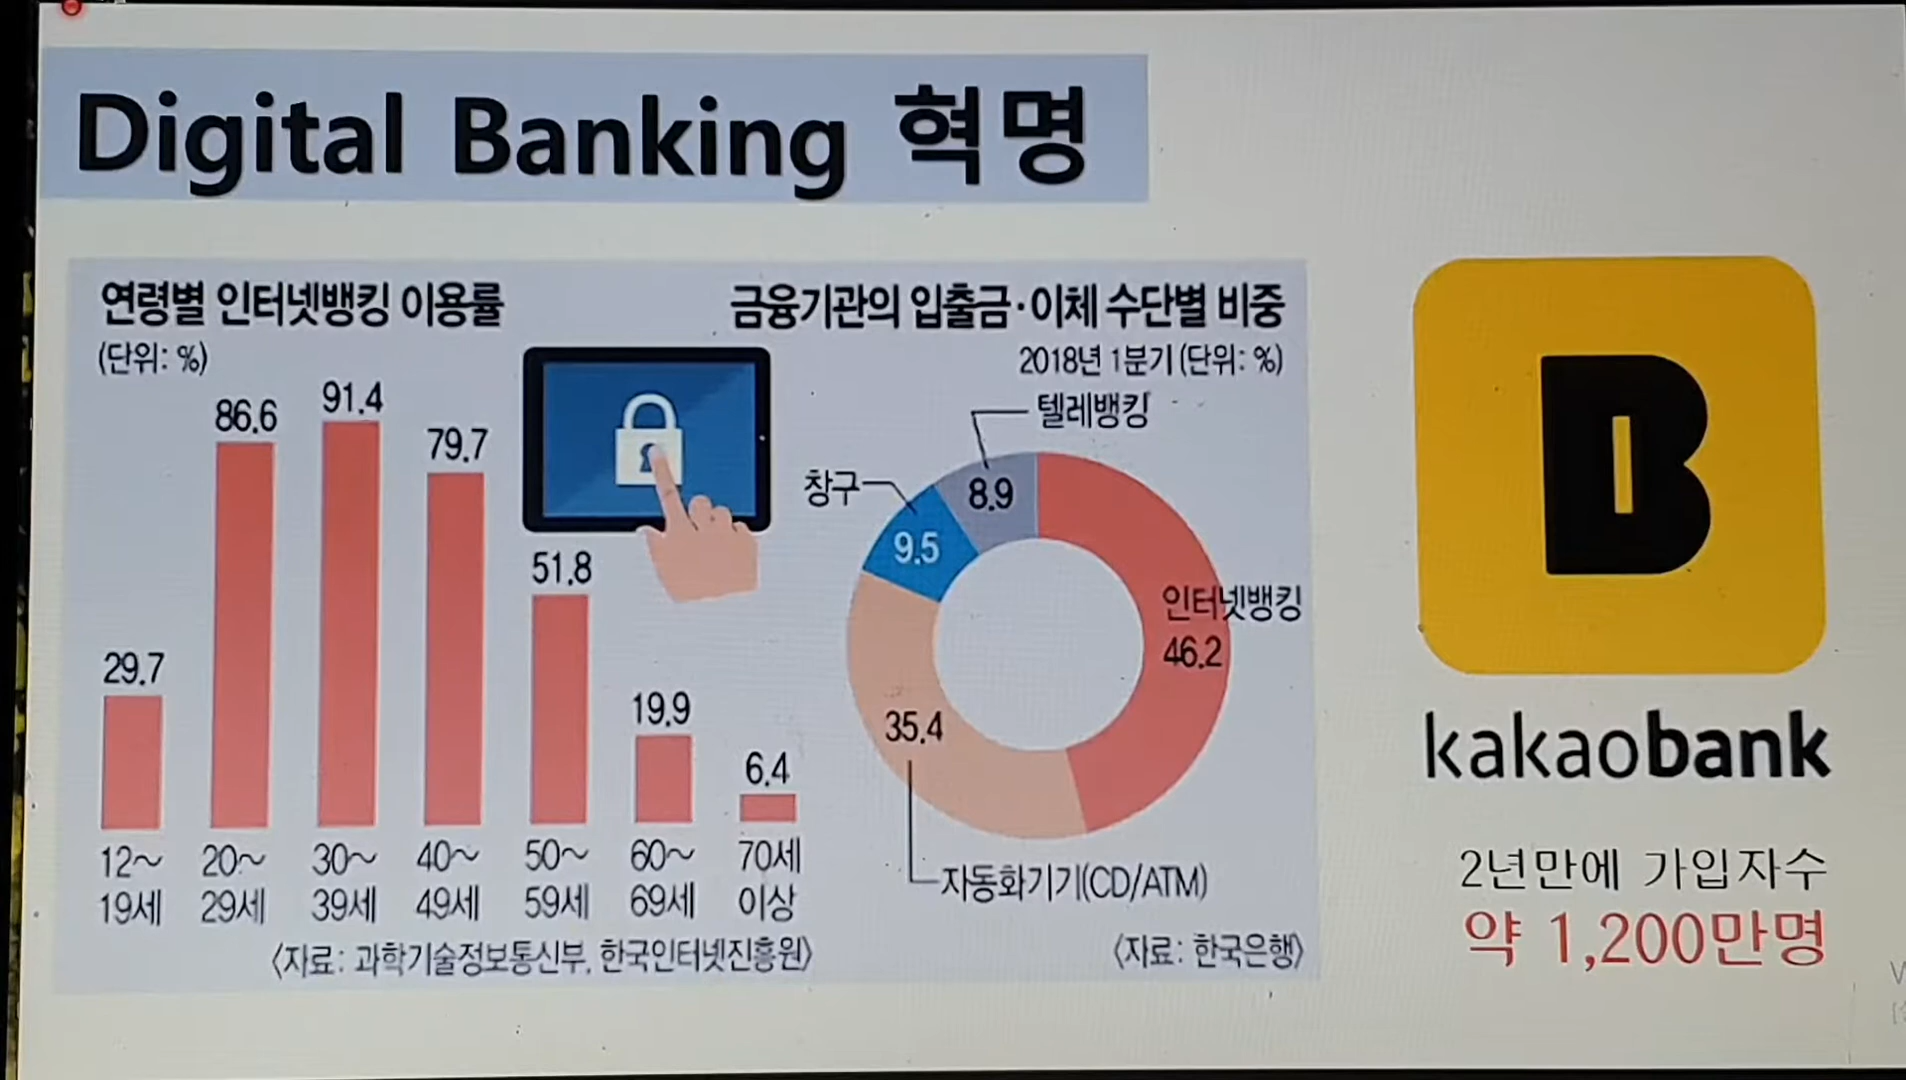 Digital Banking 혁명
연령별 인터넷뱅킹 이용률
(단위: %)
29.7
86.6
91.4
79.7
51.8
19.9
6.4
12~
19세
20~
29세
30~
39세
40~
49세
50~
59세
60~
69세
70세
이상
〈자료: 과학기술정보통신부, 한국인터넷진흥원〉
금융기관의 입출금·이체 수단별 비중
2018년 1분기 (단위: %)
텔레뱅킹
8.9
창구
9.5
인터넷뱅킹
46.2
35.4
자동화기기(CD/ATM)
〈자료: 한국은행〉
B
kakaobank
2년만에 가입자수
약 1,200만명